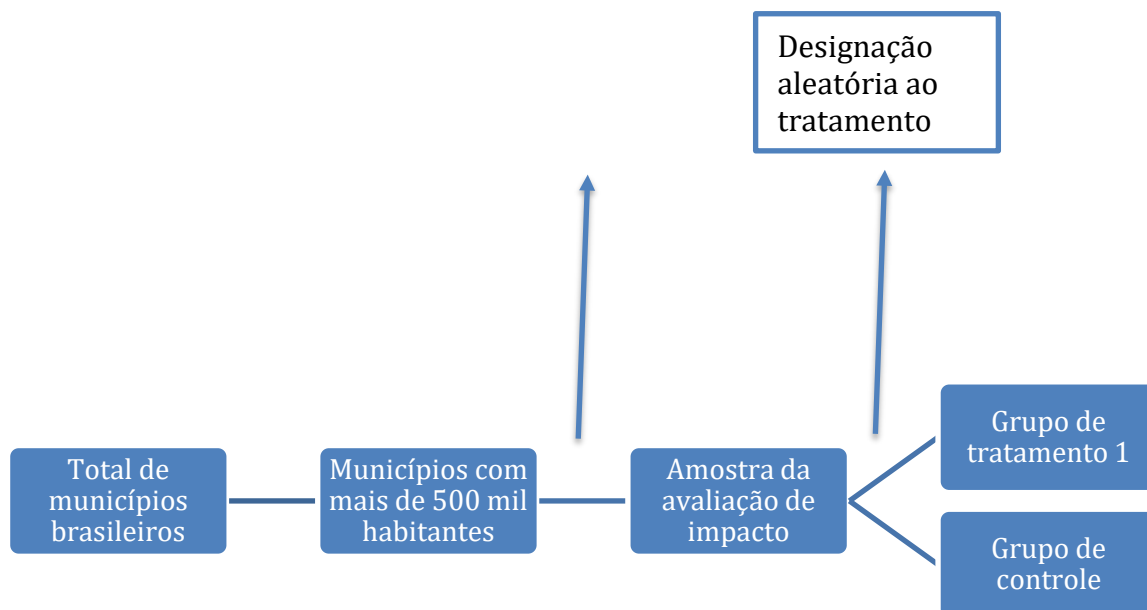 Designação
aleatória ao
tratamento
Total de
municípios
brasileiros
Municípios com
mais de 500 mil
habitantes
Amostra da
avaliação de
impacto
Grupo de
tratamento 1
Grupo de
controle